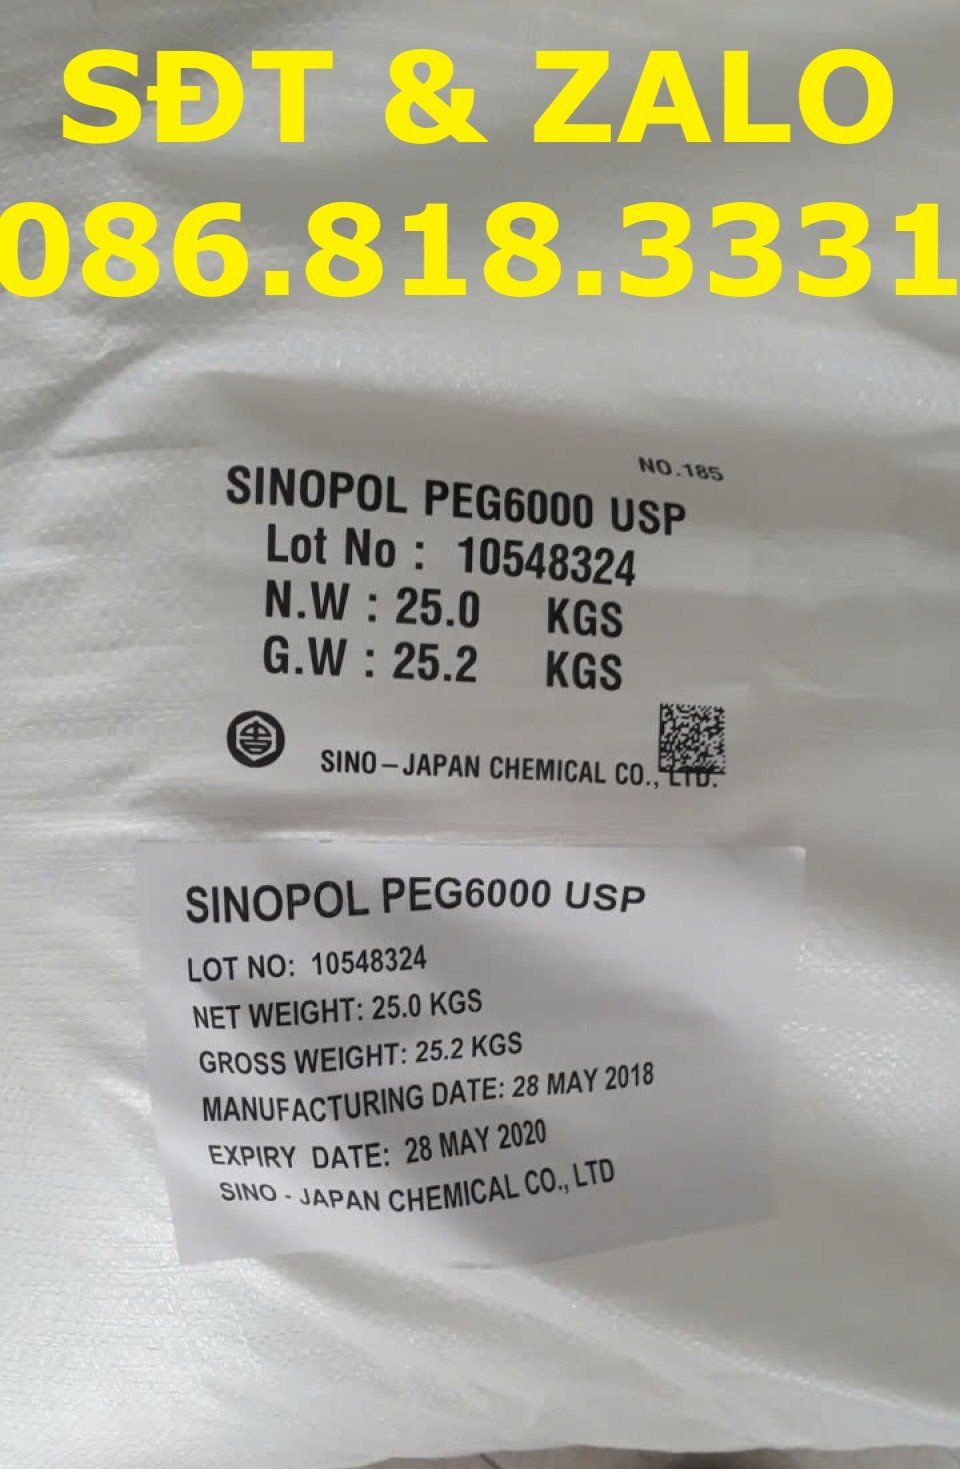 SĐT & ZALO
086.818.3331
NO.185
SINOPOL PEG6000 USP
Lot No : 10548324
N.W : 25.0 KGS
G.W : 25.2 KGS
SINO-JAPAN CHEMICAL CO., LTD.
SINOPOL PEG6000 USP
LOT NO: 10548324
NET WEIGHT: 25.0 KGS
GROSS WEIGHT: 25.2 KGS
MANUFACTURING DATE: 28 MAY 2018
EXPIRY DATE: 28 MAY 2020
SINO - JAPAN CHEMICAL CO., LTD